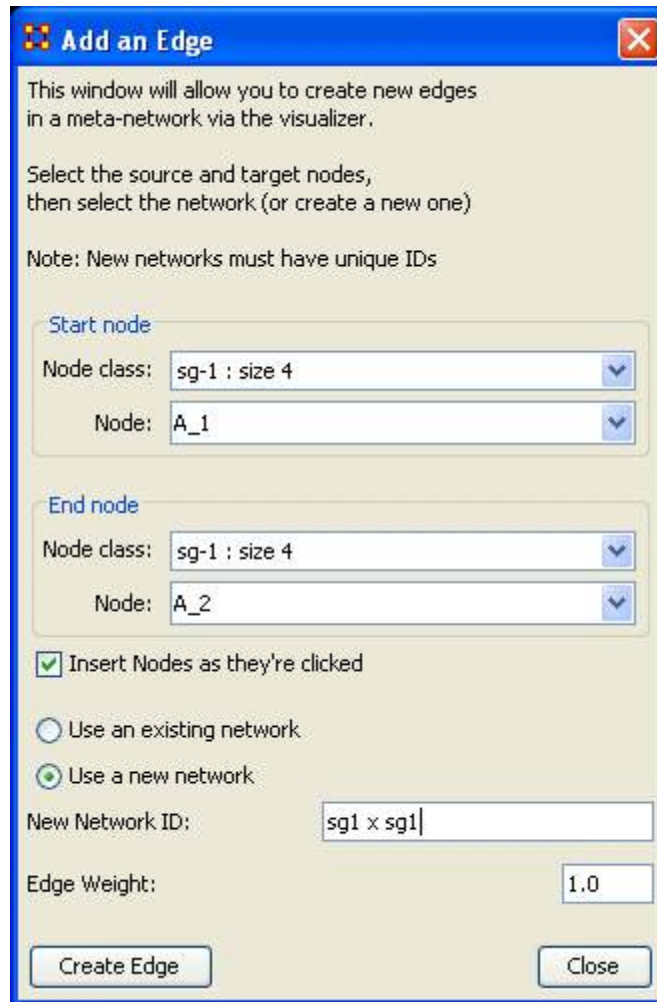 Add an Edge
This window will allow you to create new edges
in a meta-network via the visualizer.
Select the source and target nodes,
then select the network (or create a new one)
Note: New networks must have unique IDs
Start node
Node class: sg-1 : size 4
Node: A_1
End node
Node class: sg-1 : size 4
Node: A_2
Insert Nodes as they're clicked
Use an existing network
Use a new network
New Network ID: sg1 x sg1
Edge Weight: 1.0
Create Edge Close